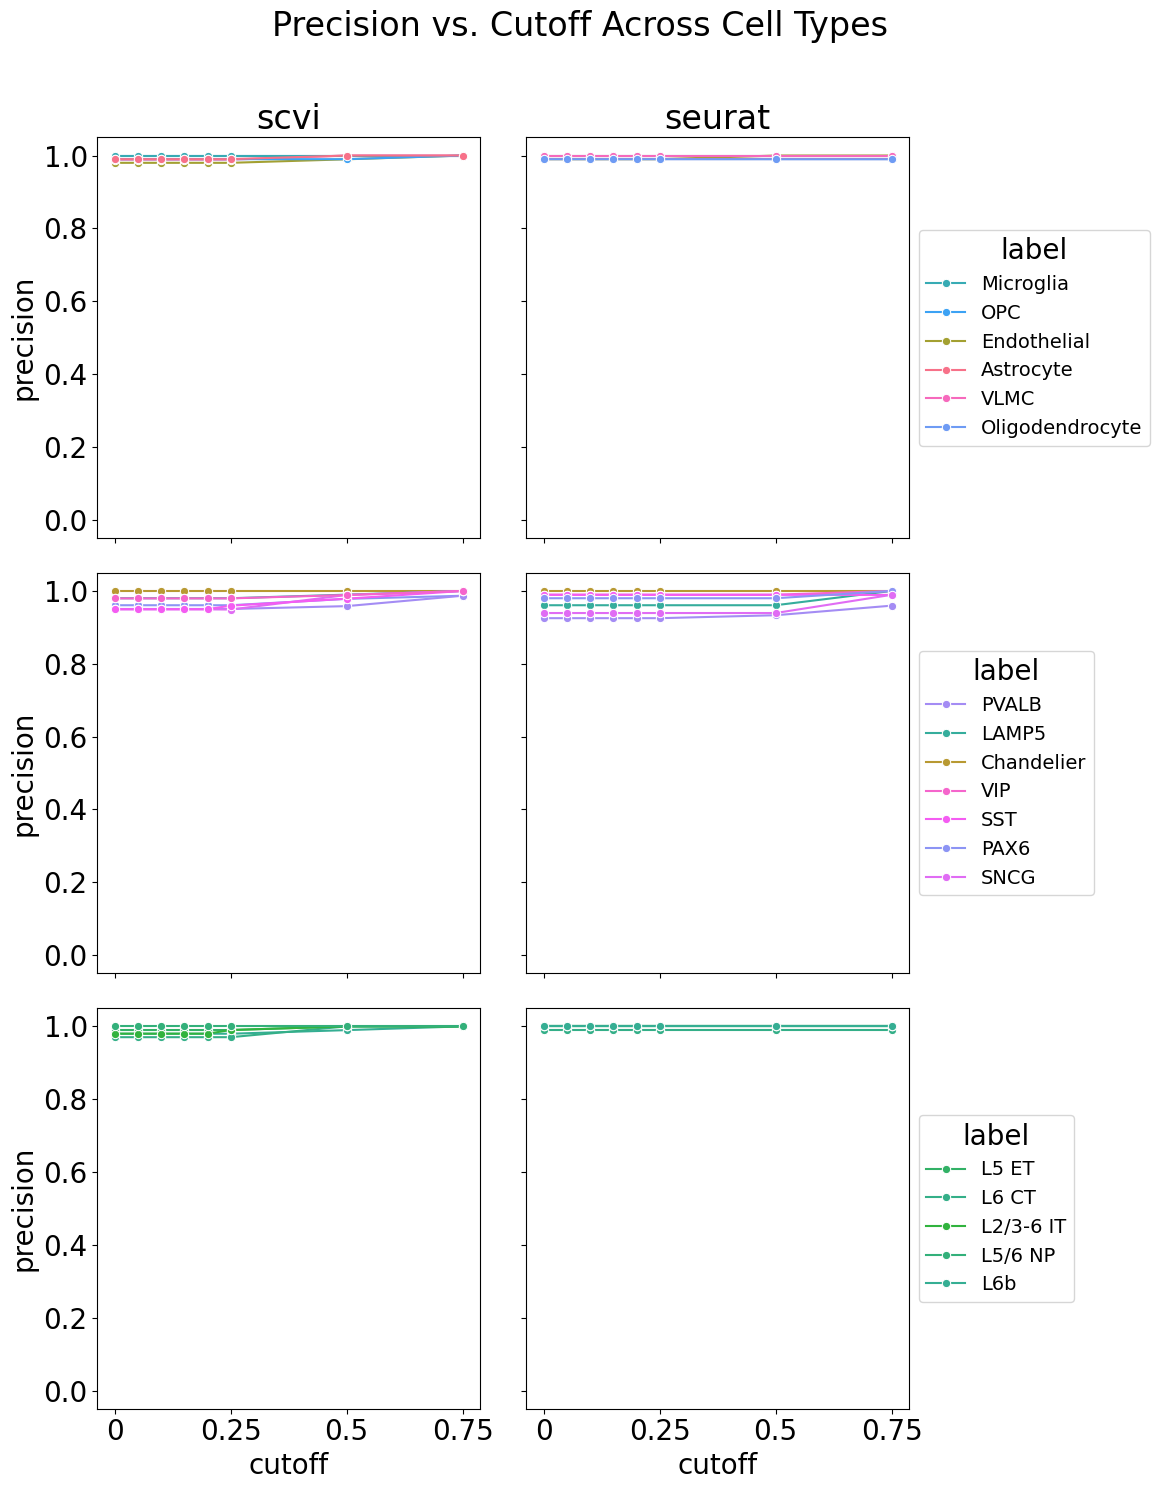 Precision vs. Cutoff Across Cell Types
scvi
seurat
1.0
0.8
0.6
0.4
0.2
0.0
precision
label
Microglia
OPC
Endothelial
Astrocyte
VLMC
Oligodendrocyte
1.0
0.8
0.6
0.4
0.2
0.0
precision
label
PVALB
LAMP5
Chandelier
VIP
SST
PAX6
SNCG
1.0
0.8
0.6
0.4
0.2
0.0
precision
label
L5 ET
L6 CT
L2/3-6 IT
L5/6 NP
L6b
0 0.25 0.5 0.75
cutoff
0 0.25 0.5 0.75
cutoff